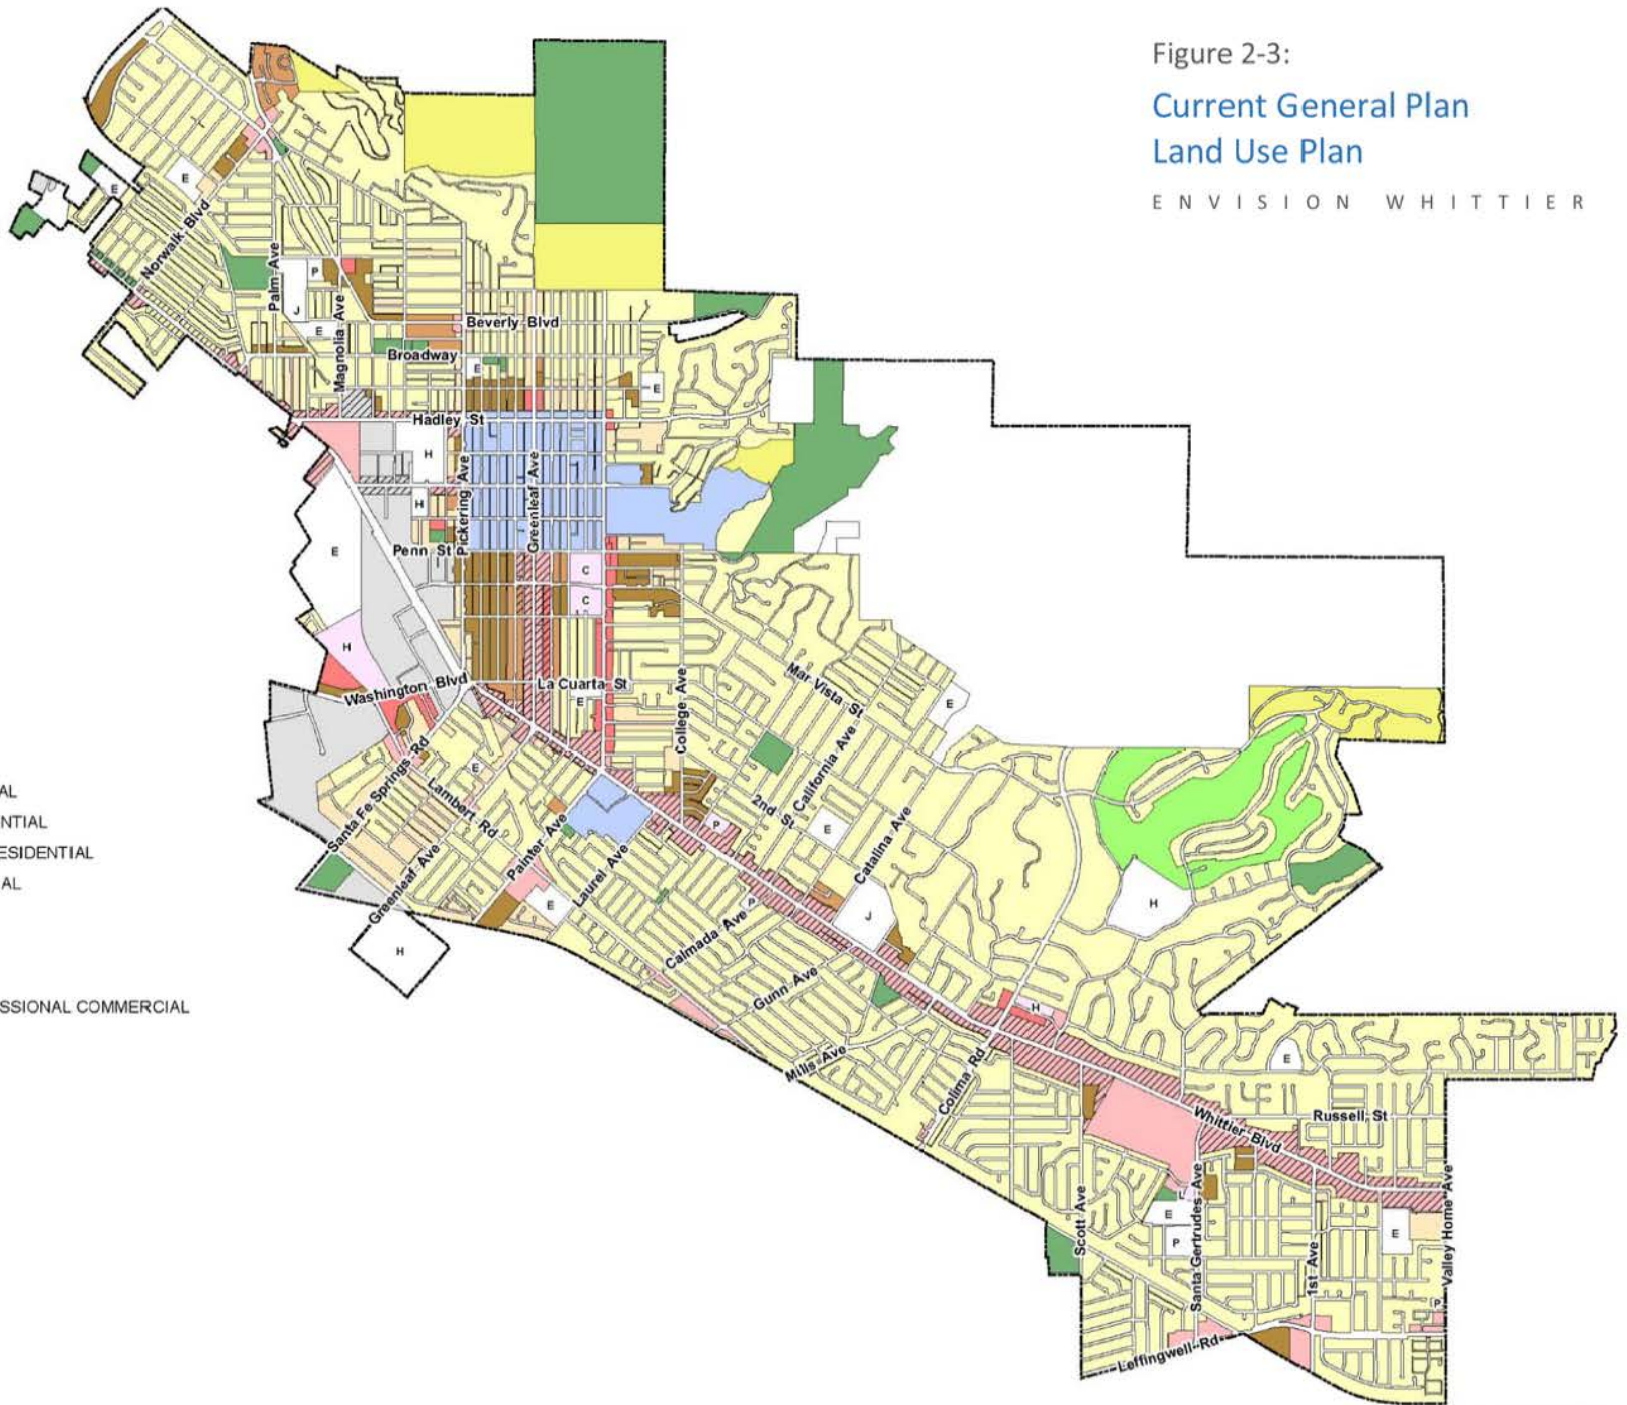 Figure 2-3:
Current General Plan
Land Use Plan
ENVISION WHITTIER
E
E
Norwalk Blvd
Palm Ave
P
J
Magnolia Ave
E
Beverly Blvd
Broadway
E
E
Hadley St
H
Pickering Ave
Greenleaf Ave
H
E
Penn St
C
C
H
Washington Blvd
La Cuarta St
E
College Ave
Mar Vista St
E
California Ave
Santa Fe Springs Rd
E
Lambert Rd
2nd St
AL
NTIAL
ESIDENTIAL
AL
SSIONAL COMMERCIAL
Painter Ave
P
E
Catalina Ave
Greenleaf Ave
Laurel Ave
E
J
H
P
H
Calmada Ave
Gunn Ave
H
Mills Ave
Colima Rd
E
Whittier Blvd
Russell St
Scott Ave
L
E
P
Santa Gertrudes Ave
1st Ave
E
Valley Home Ave
P
Leffingwell Rd